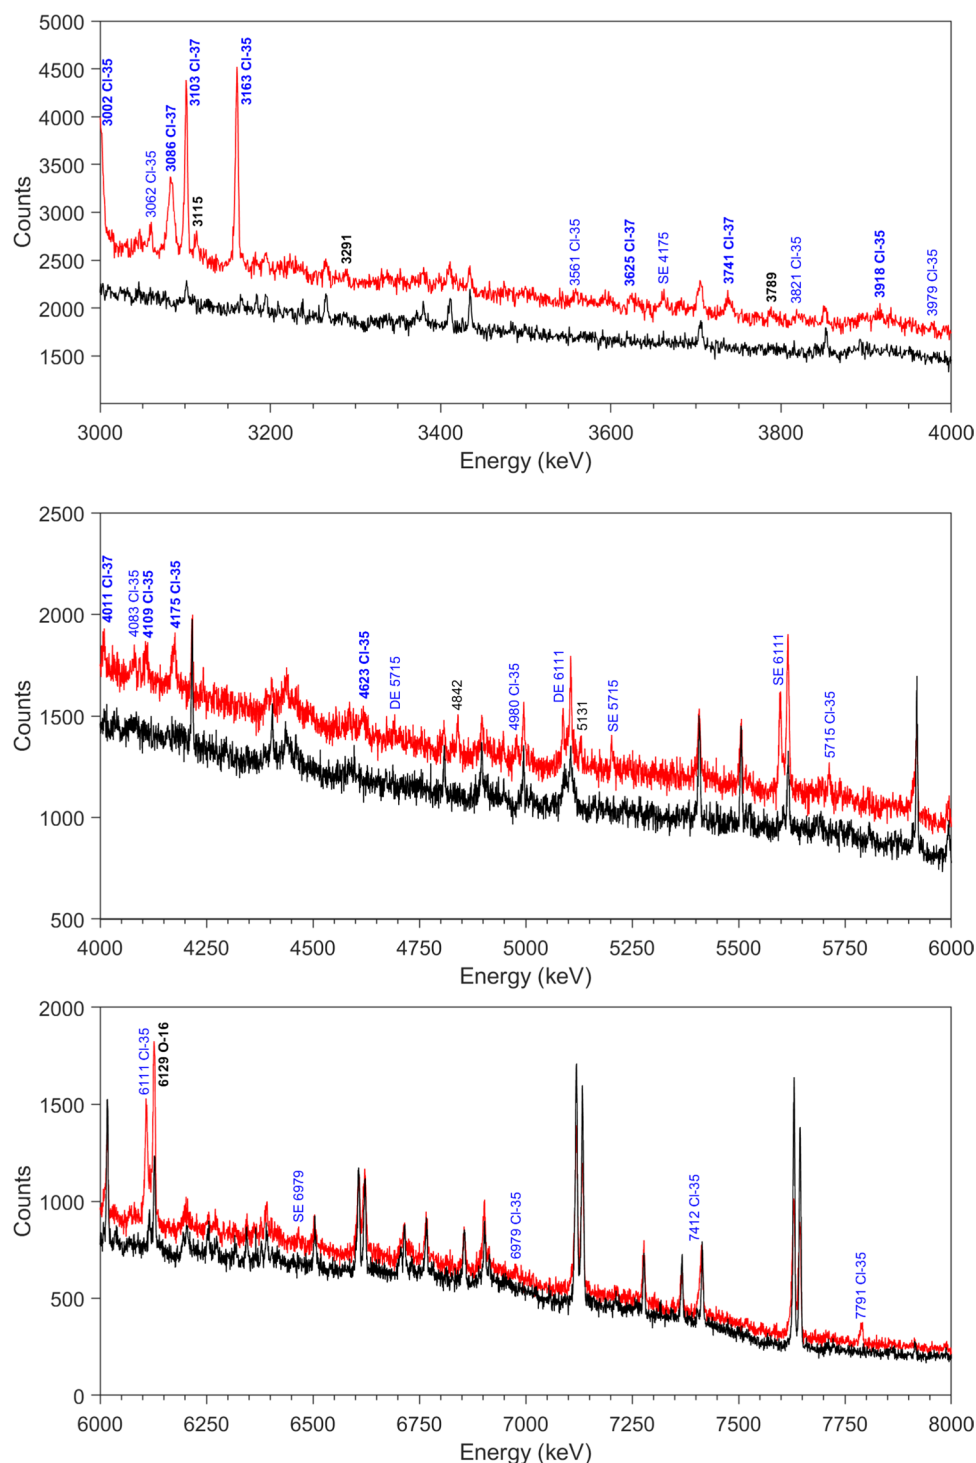 5000
4500
4000
3500
3000
2500
2000
1500
Counts
3002 Cl-35
3062 Cl-35
3086 Cl-37
3103 Cl-37
3115
3163 Cl-35
3291
3561 Cl-35
3625 Cl-37
SE 4175
3741 Cl-37
3789
3821 Cl-35
3918 Cl-35
3979 Cl-35
3000 3200 3400 3600 3800 4000
Energy (keV)
2500
2000
1500
1000
500
Counts
4011 Cl-37
4083 Cl-35
4109 Cl-35
4175 Cl-35
4623 Cl-35
DE 5715
4842
4980 Cl-35
DE 6111
5131
SE 5715
SE 6111
5715 Cl-35
4000 4250 4500 4750 5000 5250 5500 5750 6000
Energy (keV)
2000
1500
1000
500
0
Counts
6111 Cl-35
6129 O-16
SE 6979
6979 Cl-35
7412 Cl-35
7791 Cl-35
6000 6250 6500 6750 7000 7250 7500 7750 8000
Energy (keV)